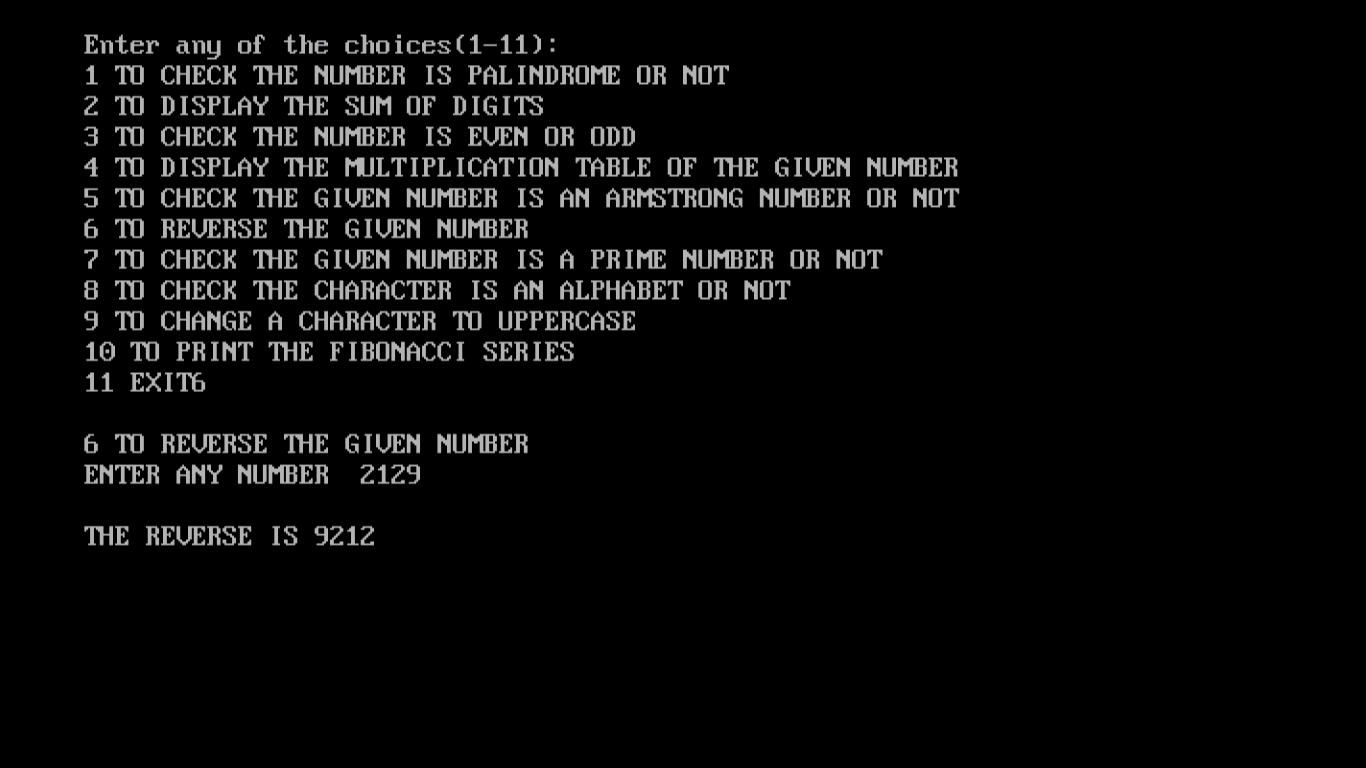 Enter any of the choices(1-11):
1 TO CHECK THE NUMBER IS PALINDROME OR NOT
2 TO DISPLAY THE SUM OF DIGITS
3 TO CHECK THE NUMBER IS EVEN OR ODD
4 TO DISPLAY THE MULTIPLICATION TABLE OF THE GIVEN NUMBER
5 TO CHECK THE GIVEN NUMBER IS AN ARMSTRONG NUMBER OR NOT
6 TO REVERSE THE GIVEN NUMBER
7 TO CHECK THE GIVEN NUMBER IS A PRIME NUMBER OR NOT
8 TO CHECK THE CHARACTER IS AN ALPHABET OR NOT
9 TO CHANGE A CHARACTER TO UPPERCASE
10 TO PRINT THE FIBONACCI SERIES
11 EXIT6
6 TO REVERSE THE GIVEN NUMBER
ENTER ANY NUMBER  2129
THE REVERSE IS 9212